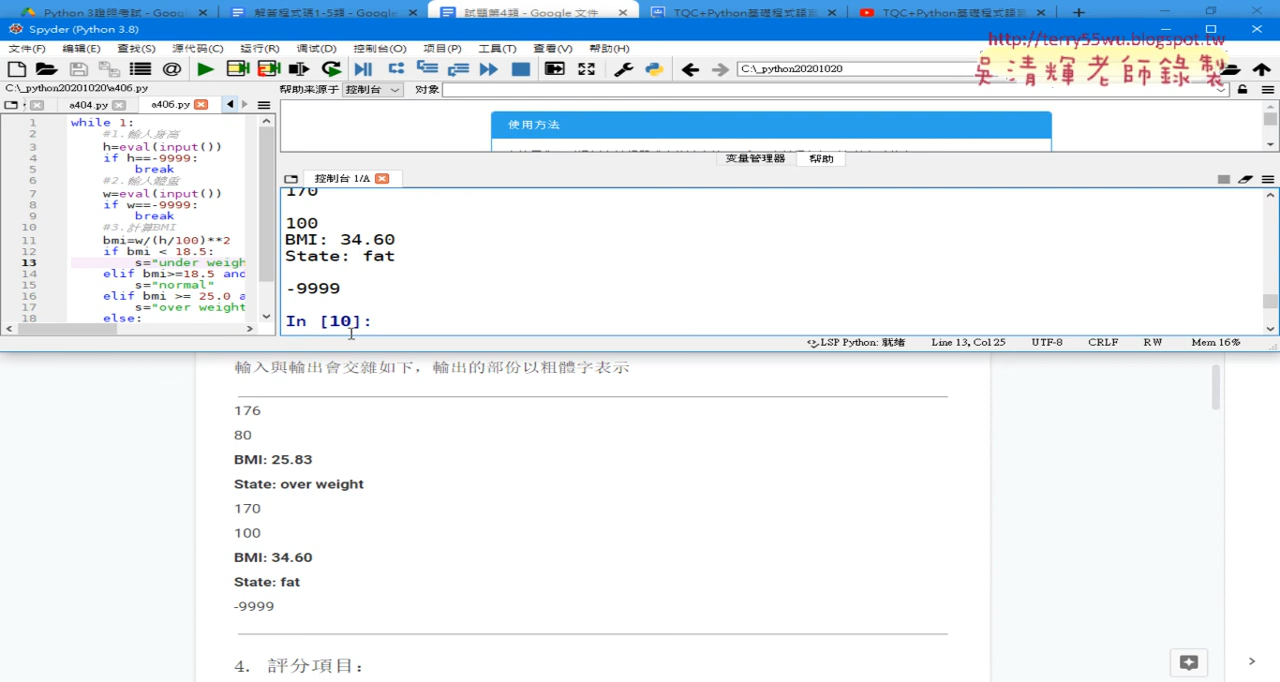 Python 3證照考試 - Goog
解答程式碼1-5類 - Google
試題第4類 - Google 文件
TQC+Python基礎程式語言
TQC+Python基礎程式語言
Spyder (Python 3.8)
http://terry55wu.blogspot.tw
吳清輝老師錄製
文件(F) 编辑(E) 查找(S) 源代码(C) 运行(R) 调试(D) 控制台(O) 项目(P) 工具(T) 查看(V) 帮助(H)
C:\_python20201020
C:\_python20201020\a406.py
帮助来源于 控制台 对象
a404.py a406.py
使用方法
变量管理器 帮助
控制台 1/A
1 while 1:
2 #1.輸入身高
3 h=eval(input())
4 if h==-9999:
5 break
6 #2.輸入體重
7 w=eval(input())
8 if w==-9999:
9 break
10 #3.計算BMI
11 bmi=w/(h/100)**2
12 if bmi < 18.5:
13 s="under weigh
14 elif bmi>=18.5 and
15 s="normal"
16 elif bmi >= 25.0 a
17 s="over weight
18 else:
170
100
BMI: 34.60
State: fat
-9999
In [10]:
LSP Python: 就绪 Line 13, Col 25 UTF-8 CRLF RW Mem 16%
輸入與輸出會交雜如下，輸出的部份以粗體字表示
176
80
BMI: 25.83
State: over weight
170
100
BMI: 34.60
State: fat
-9999
4. 評分項目：